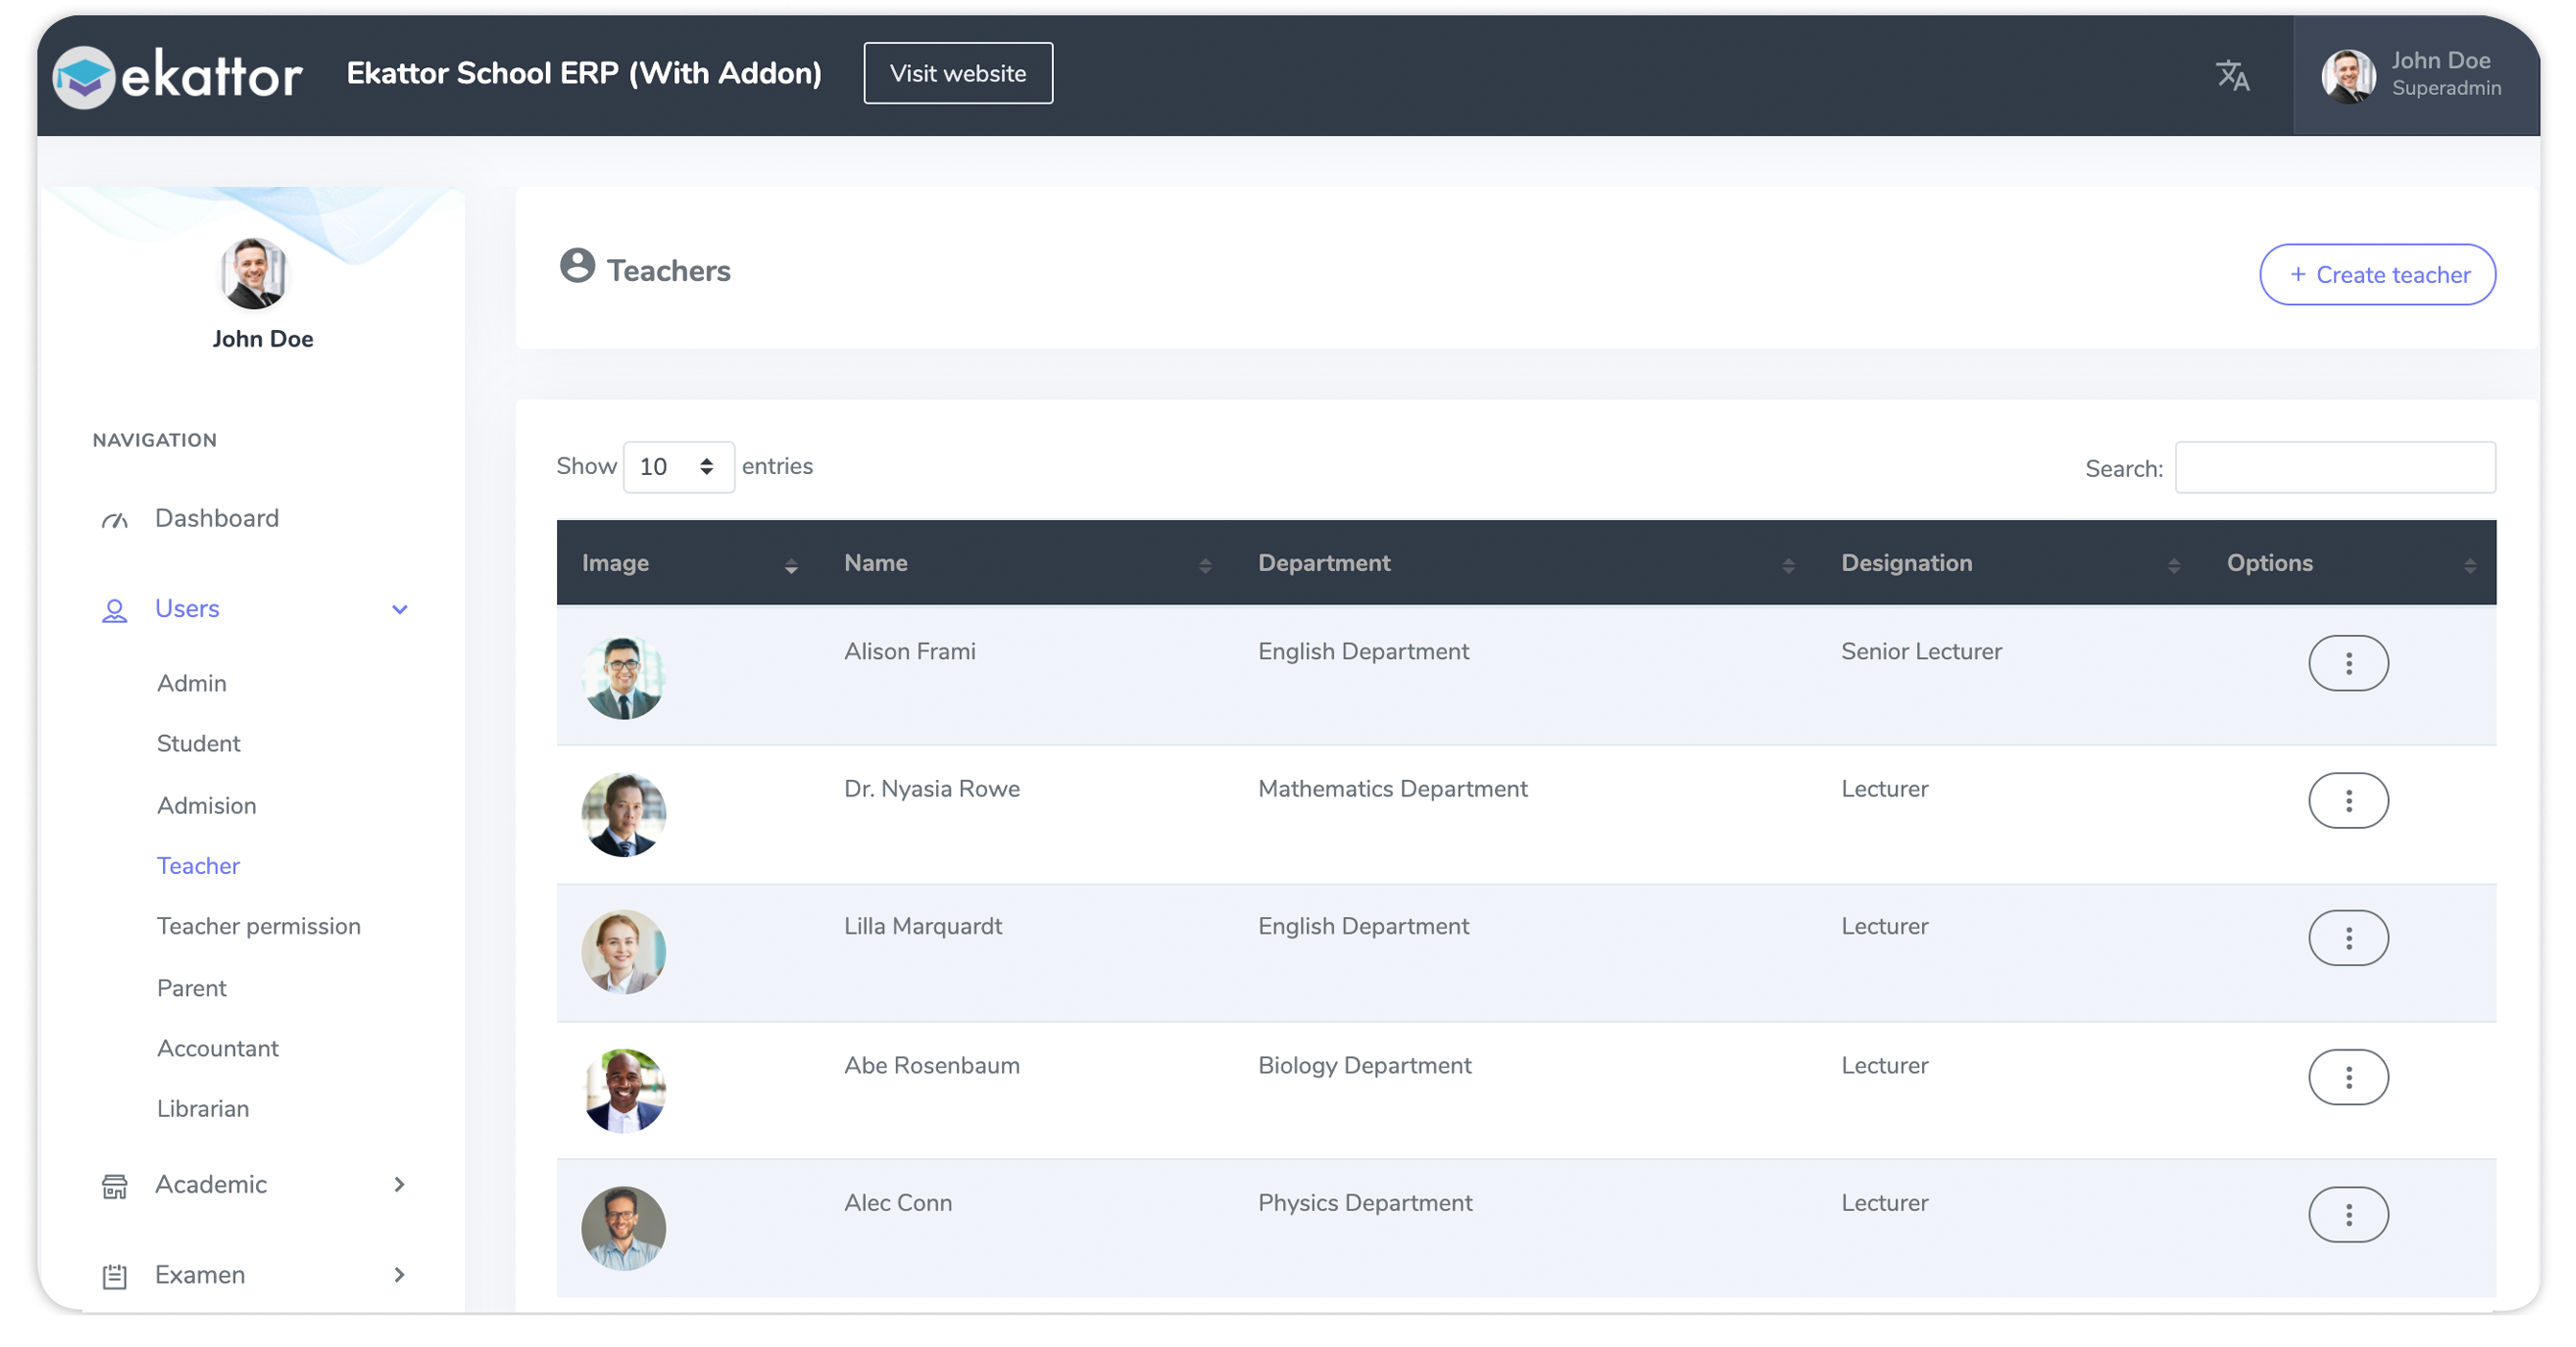 ekattor Ekattor School ERP (With Addon) Visit website
John Doe
Superadmin
John Doe
NAVIGATION
Dashboard
Users
Admin
Student
Admision
Teacher
Teacher permission
Parent
Accountant
Librarian
Academic
Examen
Teachers
+ Create teacher
Show 10 entries
Search:
Image Name Department Designation Options
Alison Frami English Department Senior Lecturer
Dr. Nyasia Rowe Mathematics Department Lecturer
Lilla Marquardt English Department Lecturer
Abe Rosenbaum Biology Department Lecturer
Alec Conn Physics Department Lecturer